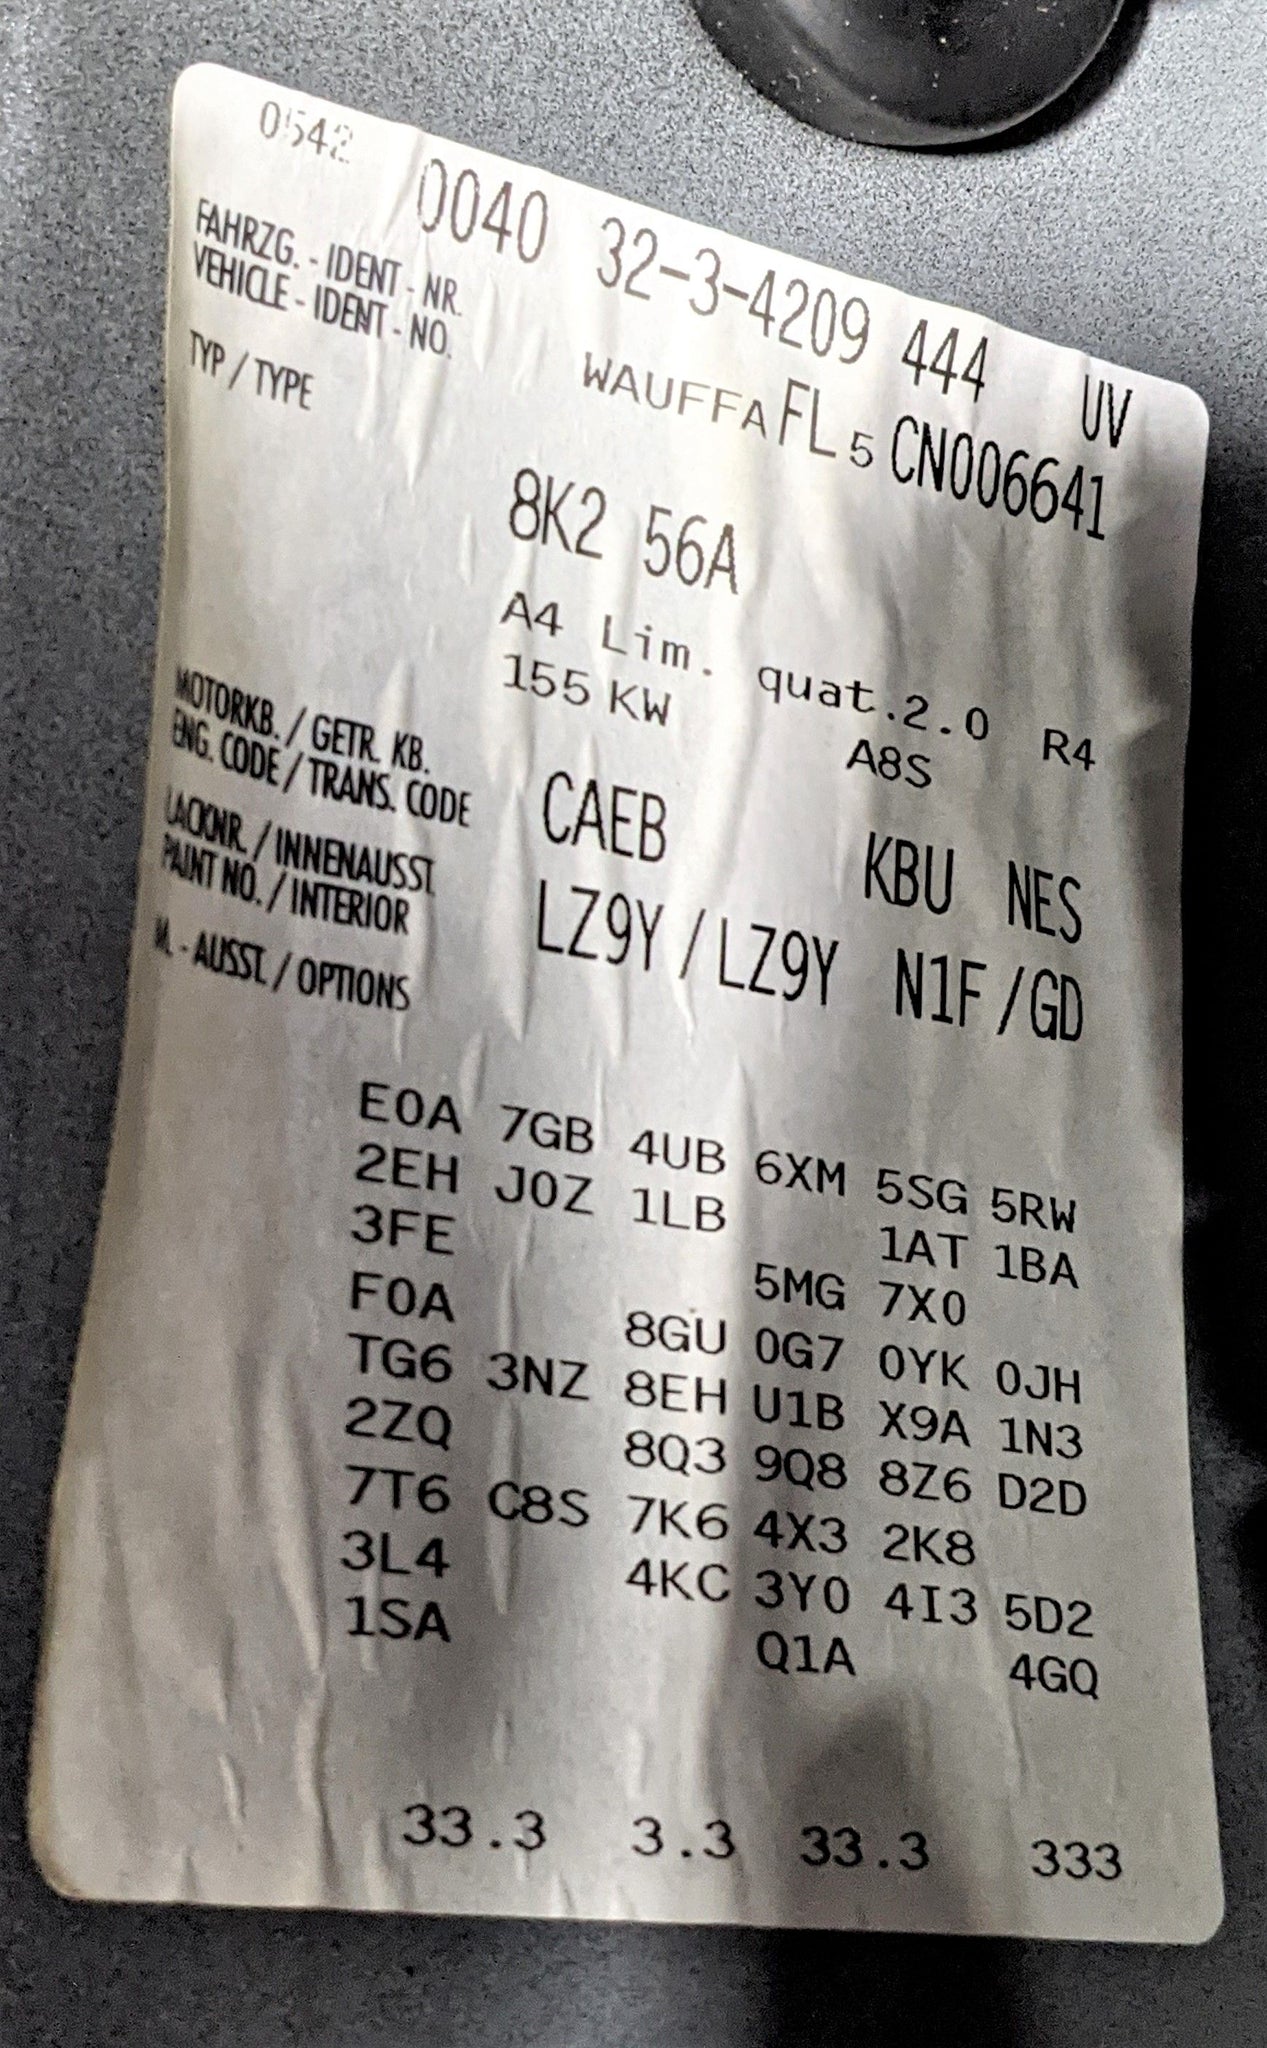 0542
0040 32-3-4209 444 UV
FAHRZG. - IDENT - NR.
VEHICLE - IDENT - NO.
WAUFFAFL5CN006641
TYP / TYPE
8K2 56A
A4 Lim. quat.2.0 R4
155 KW A8S
MOTORKB. / GETR. KB.
ENG. CODE / TRANS. CODE
CAEB KBU NES
LACKNR. / INNENAUSST.
PAINT NO. / INTERIOR
LZ9Y / LZ9Y N1F / GD
M. - AUSST. / OPTIONS
E0A 7GB 4UB 6XM 5SG 5RW
2EH J0Z 1LB 1AT 1BA
3FE 5MG 7X0
F0A 8GU 0G7 0YK 0JH
TG6 3NZ 8EH U1B X9A 1N3
2ZQ 8Q3 9Q8 8Z6 D2D
7T6 C8S 7K6 4X3 2K8
3L4 4KC 3Y0 4I3 5D2
1SA Q1A 4GQ
33.3 3.3 33.3 333